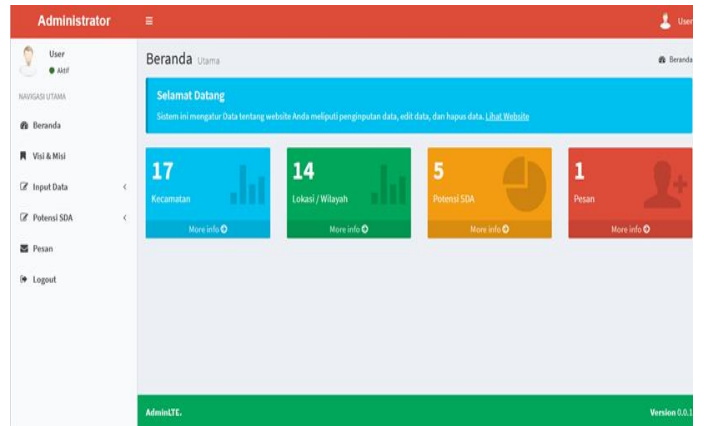 Administrator
User
User
Aktif
NAVIGASI UTAMA
Beranda
Visi & Misi
Input Data
Potensi SDA
Pesan
Logout
Beranda Utama
Beranda
Selamat Datang
Sistem ini mengatur Data tentang website Anda meliputi penginputan data, edit data, dan hapus data. Lihat Website
17
Kecamatan
More info
14
Lokasi / Wilayah
More info
5
Potensi SDA
More info
1
Pesan
More info
AdminLTE.
Version 0.0.1